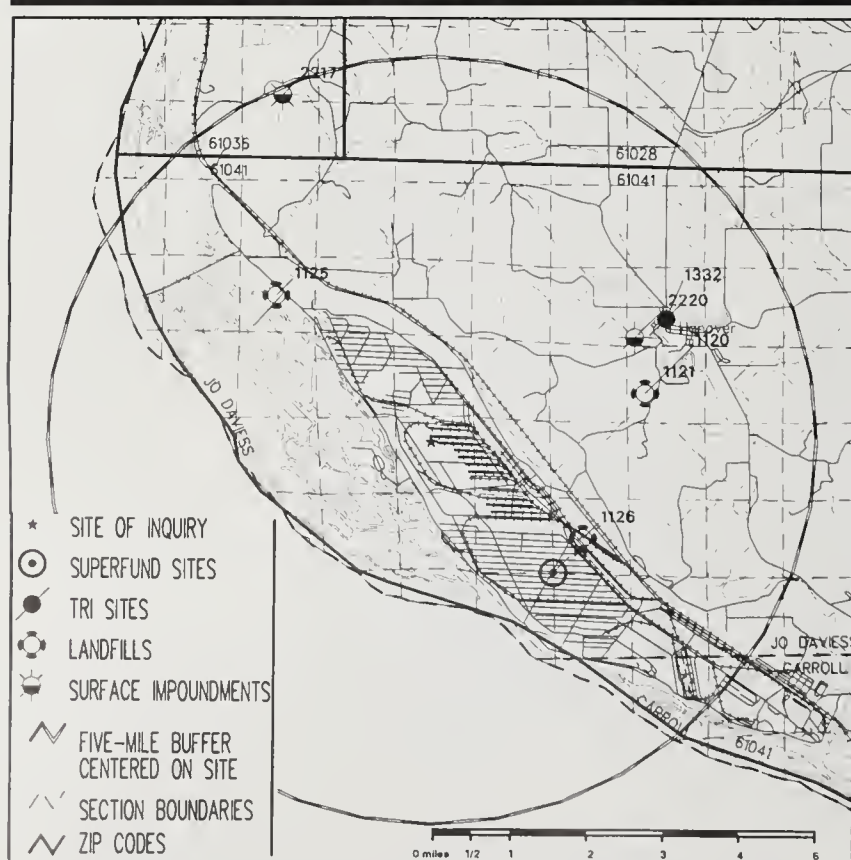 2217
61036
61041
61028
61041
1125
1332
2220
Hanover
1120
1121
JO DAVIESS
1126
JO DAVIESS
CARROLL
61041
SITE OF INQUIRY
SUPERFUND SITES
TRI SITES
LANDFILLS
SURFACE IMPOUNDMENTS
FIVE-MILE BUFFER
CENTERED ON SITE
SECTION BOUNDARIES
ZIP CODES
0 miles 1/2 1 2 3 4 5